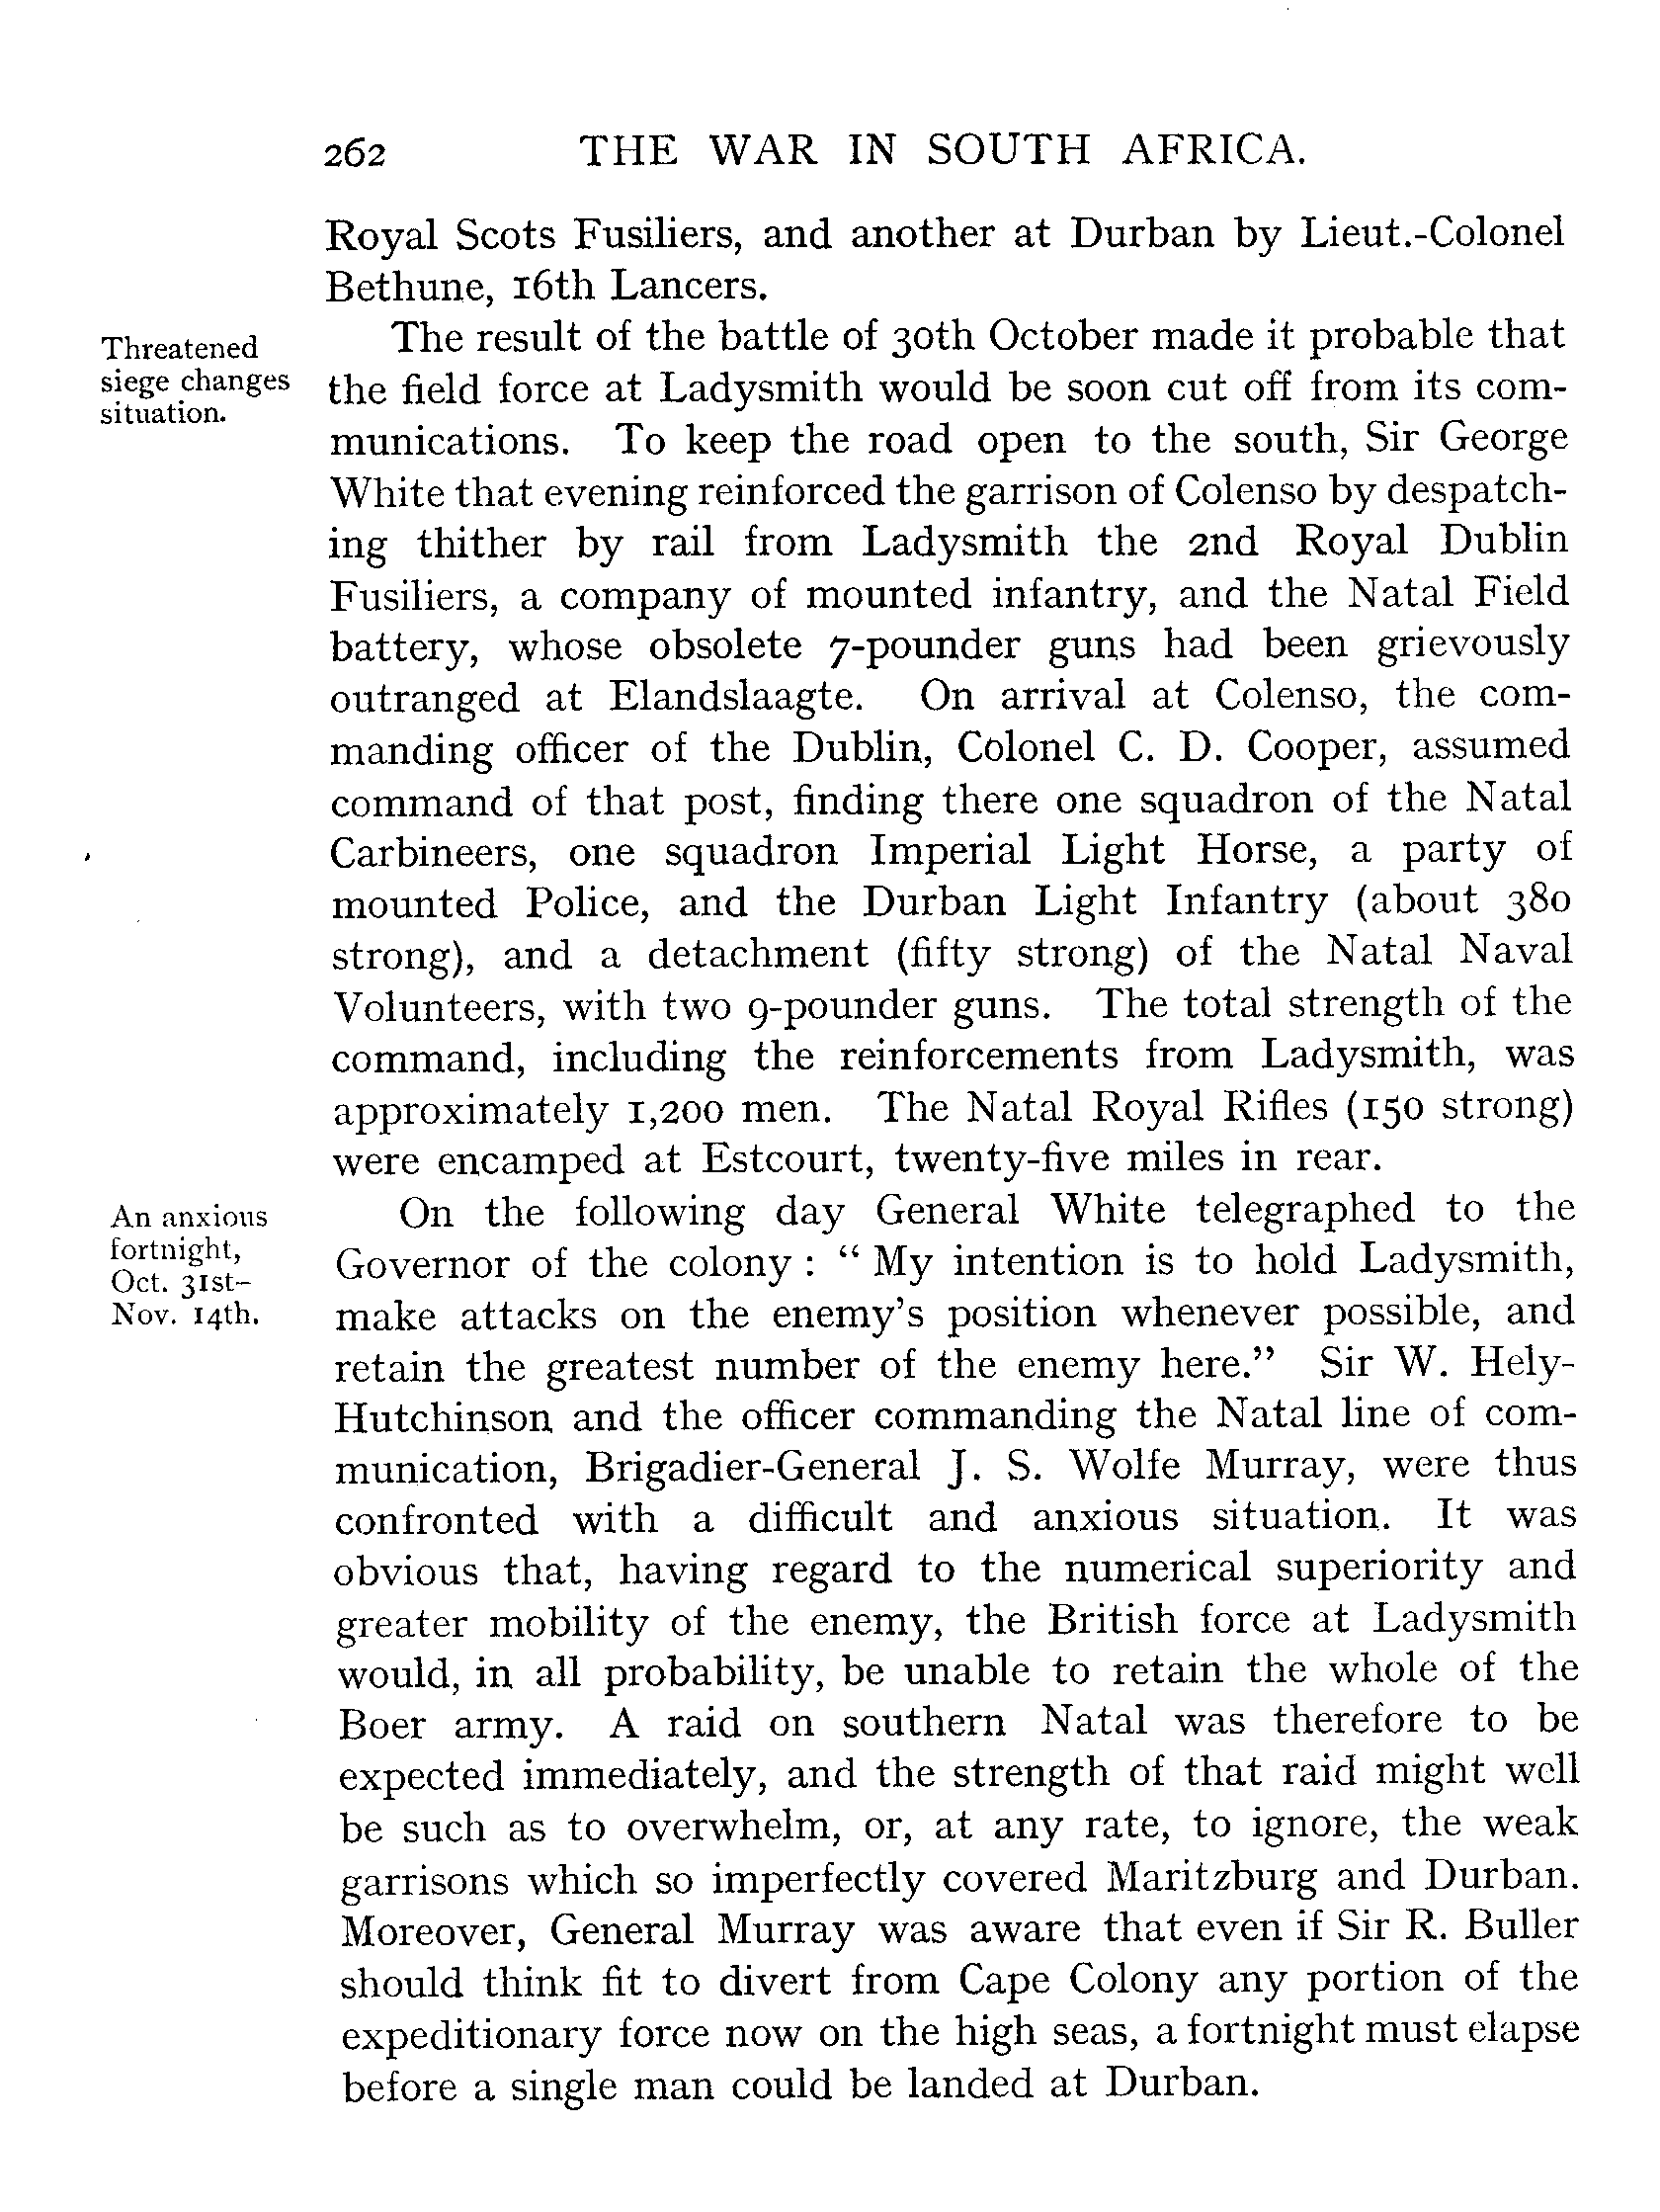 262 THE WAR IN SOUTH AFRICA.
Royal Scots Fusiliers, and another at Durban by Lieut.-Colonel
Bethune, 16th Lancers.
Threatened
siege changes
situation.
The result of the battle of 30th October made it probable that
the field force at Ladysmith would be soon cut off from its com-
munications. To keep the road open to the south, Sir George
White that evening reinforced the garrison of Colenso by despatch-
ing thither by rail from Ladysmith the 2nd Royal Dublin
Fusiliers, a company of mounted infantry, and the Natal Field
battery, whose obsolete 7-pounder guns had been grievously
outranged at Elandslaagte. On arrival at Colenso, the com-
manding officer of the Dublin, Colonel C. D. Cooper, assumed
command of that post, finding there one squadron of the Natal
Carbineers, one squadron Imperial Light Horse, a party of
mounted Police, and the Durban Light Infantry (about 380
strong), and a detachment (fifty strong) of the Natal Naval
Volunteers, with two 9-pounder guns. The total strength of the
command, including the reinforcements from Ladysmith, was
approximately 1,200 men. The Natal Royal Rifles (150 strong)
were encamped at Estcourt, twenty-five miles in rear.
An anxious
fortnight,
Oct. 31st–
Nov. 14th.
On the following day General White telegraphed to the
Governor of the colony : “ My intention is to hold Ladysmith,
make attacks on the enemy’s position whenever possible, and
retain the greatest number of the enemy here.” Sir W. Hely-
Hutchinson and the officer commanding the Natal line of com-
munication, Brigadier-General J. S. Wolfe Murray, were thus
confronted with a difficult and anxious situation. It was
obvious that, having regard to the numerical superiority and
greater mobility of the enemy, the British force at Ladysmith
would, in all probability, be unable to retain the whole of the
Boer army. A raid on southern Natal was therefore to be
expected immediately, and the strength of that raid might well
be such as to overwhelm, or, at any rate, to ignore, the weak
garrisons which so imperfectly covered Maritzburg and Durban.
Moreover, General Murray was aware that even if Sir R. Buller
should think fit to divert from Cape Colony any portion of the
expeditionary force now on the high seas, a fortnight must elapse
before a single man could be landed at Durban.